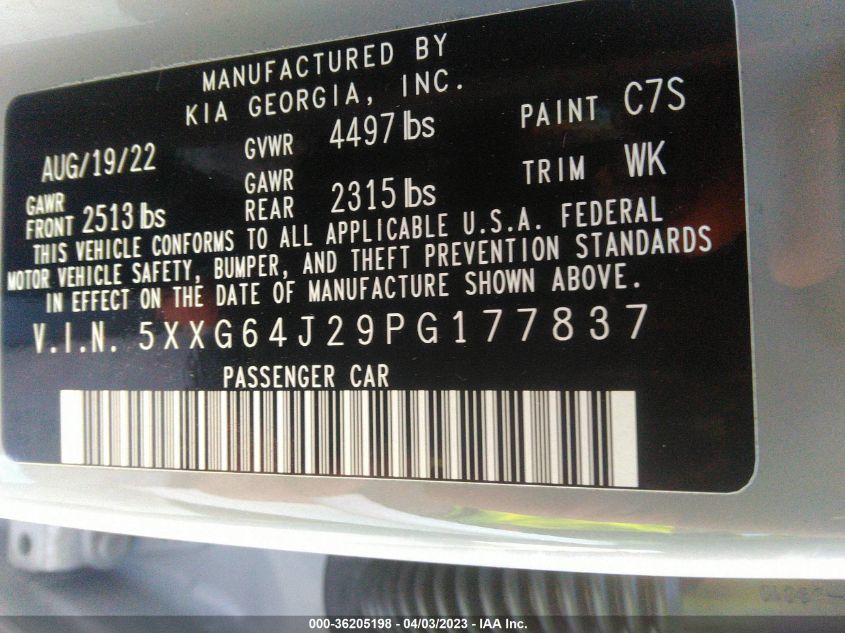 MANUFACTURED BY
KIA GEORGIA, INC.
AUG/19/22 GVWR 4497 lbs PAINT C7S
GAWR FRONT 2513 lbs GAWR REAR 2315 lbs TRIM WK
THIS VEHICLE CONFORMS TO ALL APPLICABLE U.S.A. FEDERAL
MOTOR VEHICLE SAFETY, BUMPER, AND THEFT PREVENTION STANDARDS
IN EFFECT ON THE DATE OF MANUFACTURE SHOWN ABOVE.
V.I.N. 5XXG64J29PG177837
PASSENGER CAR
000-36205198 - 04/03/2023 - IAA Inc.